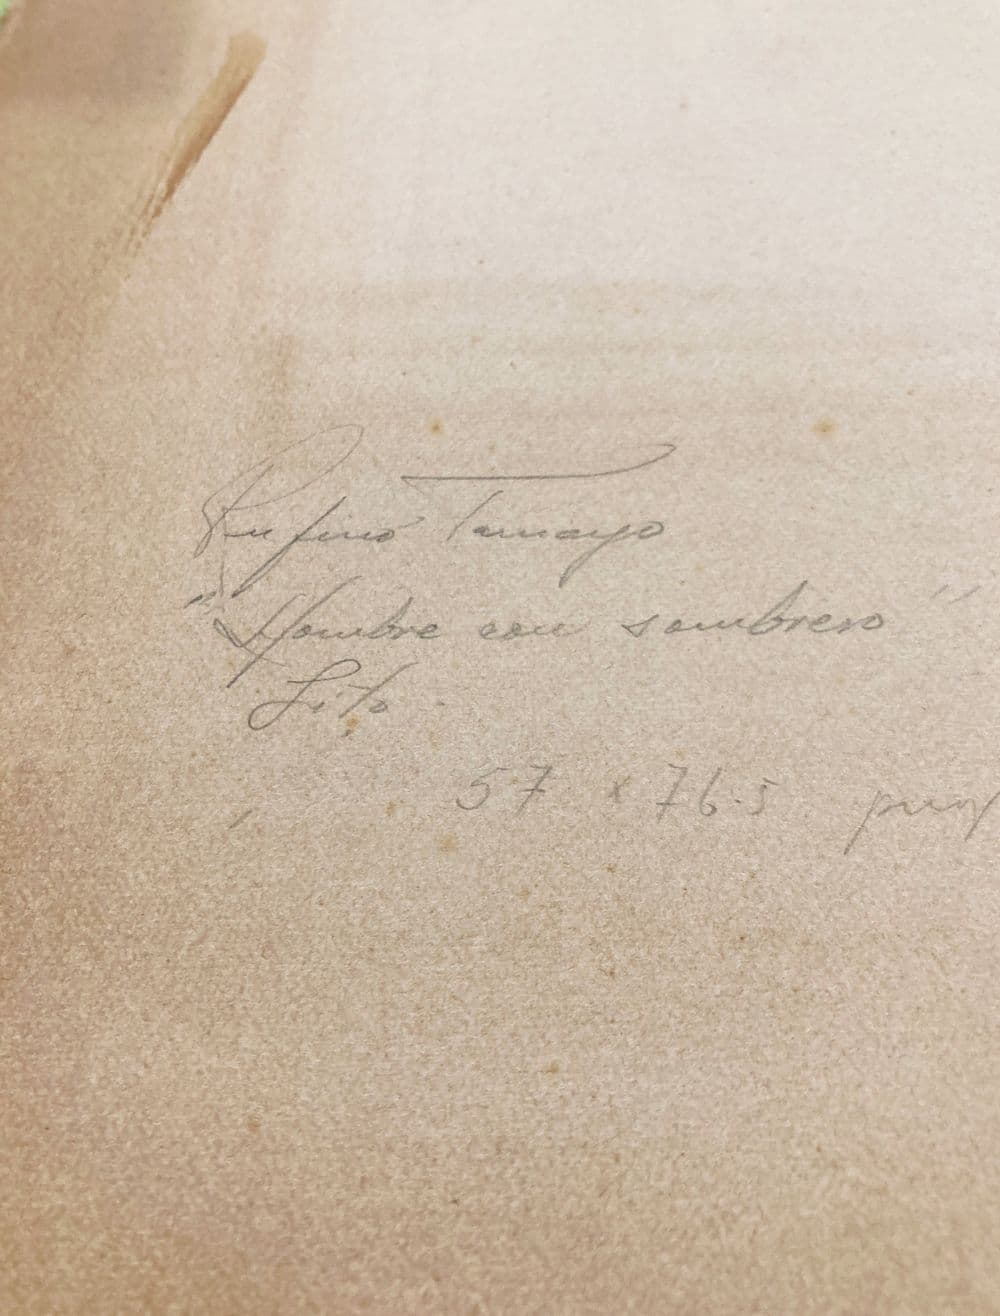 Rufino Tamayo
"Hombre con sombrero"
Lito.
57 x 76.5